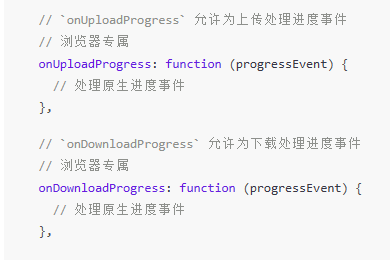 // `onUploadProgress` 允许为上传处理进度事件
// 浏览器专属
onUploadProgress: function (progressEvent) {
// 处理原生进度事件
},
// `onDownloadProgress` 允许为下载处理进度事件
// 浏览器专属
onDownloadProgress: function (progressEvent) {
// 处理原生进度事件
},